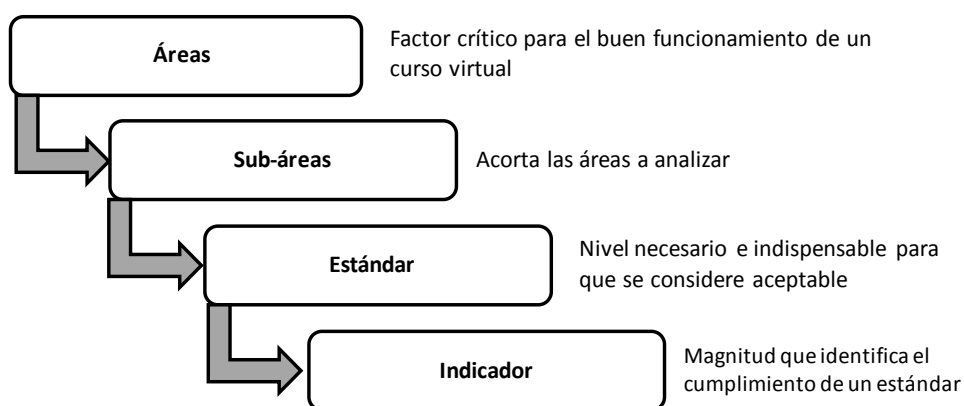 Áreas
Factor crítico para el buen funcionamiento de un
curso virtual
Sub-áreas
Acorta las áreas a analizar
Estándar
Nivel necesario e indispensable para
que se considere aceptable
Indicador
Magnitud que identifica el
cumplimiento de un estándar